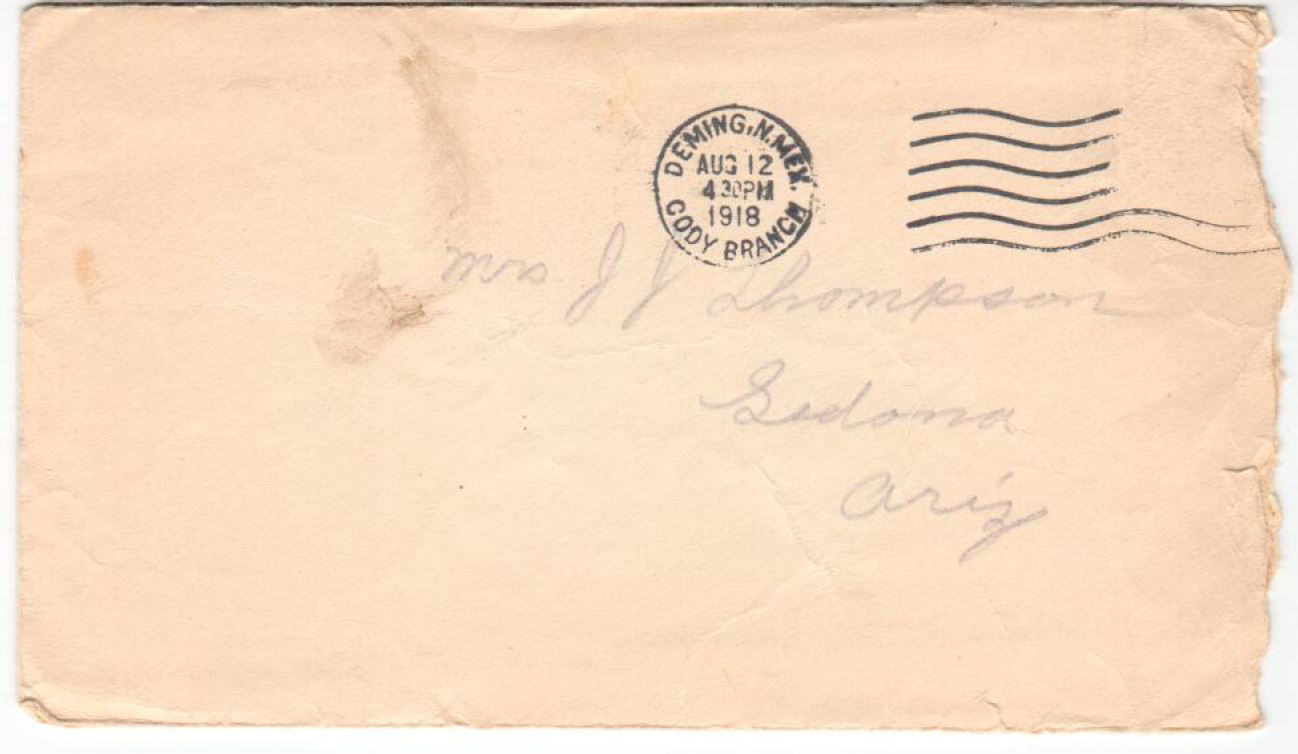 DEMING, N. MEX.
AUG 12
4 30PM
1918
CODY BRANCH
Mrs J J Thompson
Sedona
Ariz